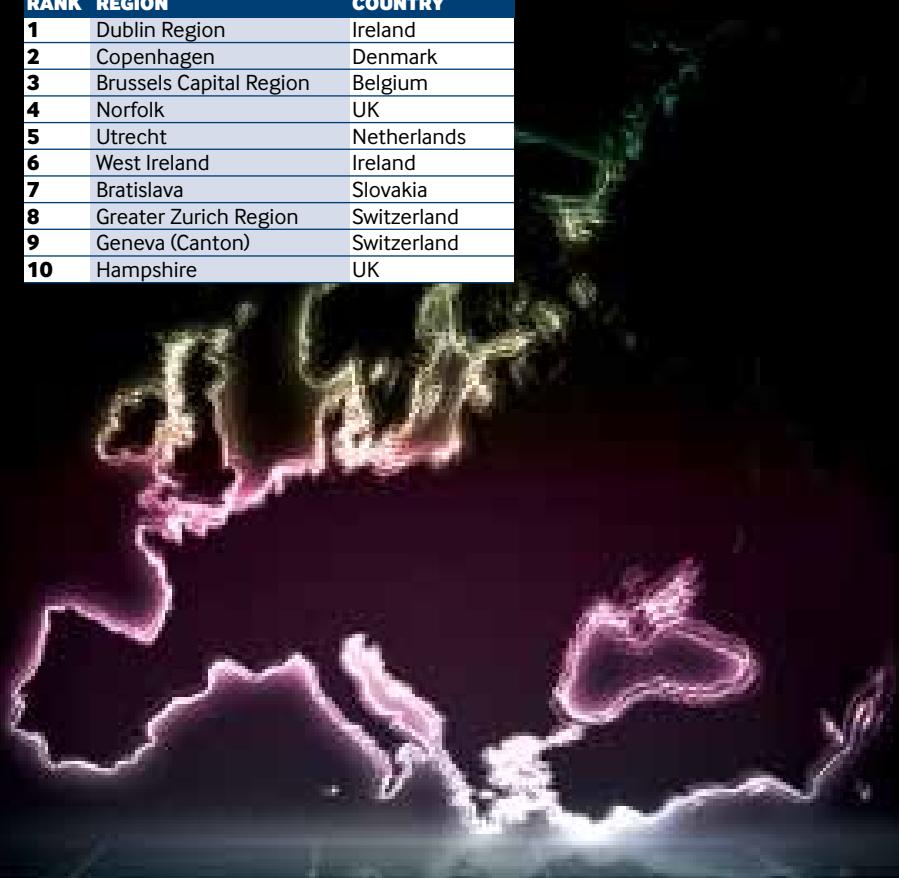 RANK REGION COUNTRY
1 Dublin Region Ireland
2 Copenhagen Denmark
3 Brussels Capital Region Belgium
4 Norfolk UK
5 Utrecht Netherlands
6 West Ireland Ireland
7 Bratislava Slovakia
8 Greater Zurich Region Switzerland
9 Geneva (Canton) Switzerland
10 Hampshire UK